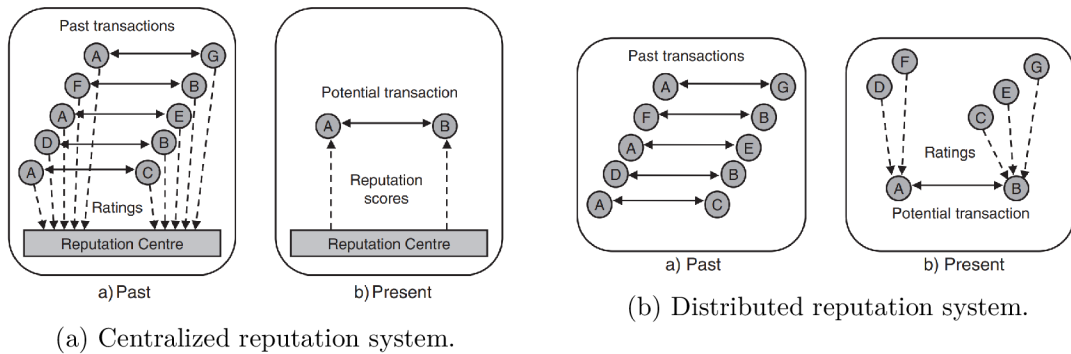 Past transactions
A G
F B
A E
D B
A C
Ratings
Reputation Centre
a) Past
Potential transaction
A B
Reputation
scores
Reputation Centre
b) Present
(a) Centralized reputation system.
Past transactions
A G
F B
A E
D B
A C
a) Past
F G
D E
C
Ratings
A B
Potential transaction
b) Present
(b) Distributed reputation system.